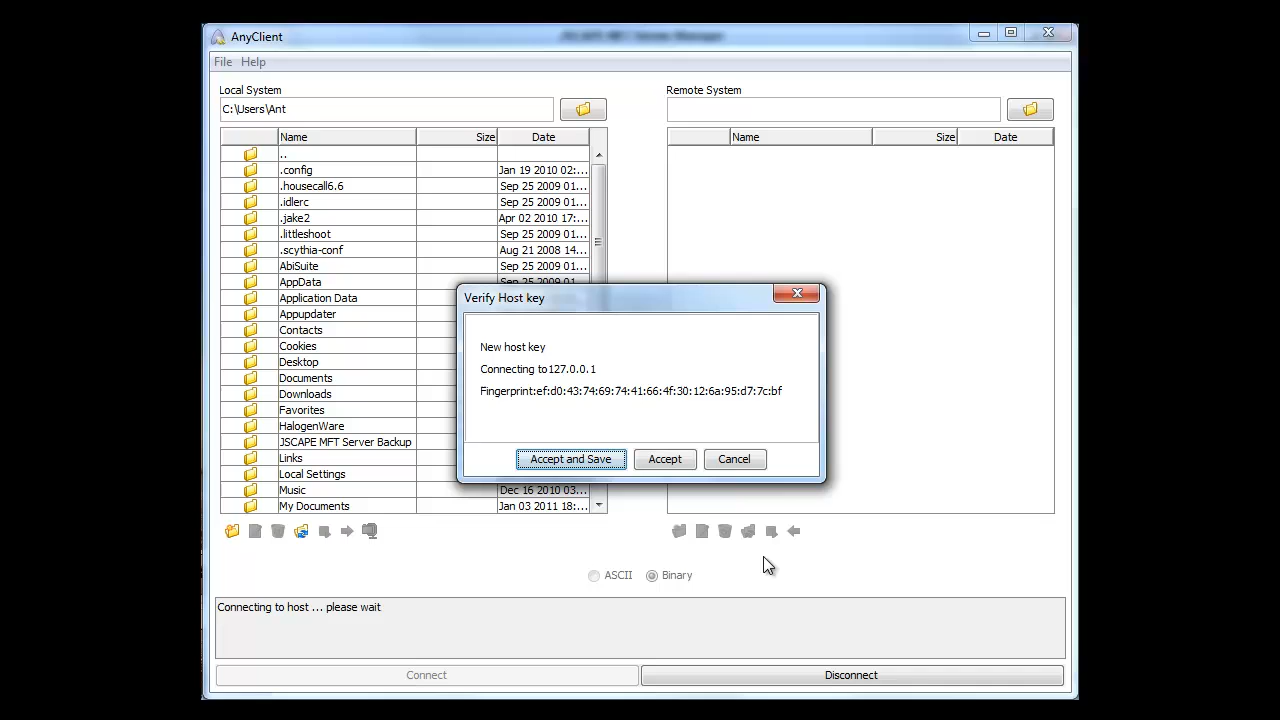 AnyClient
JSCAPE MFT Server Manager
File Help
Local System
Remote System
C:\Users\Ant
Name Size Date
Name Size Date
..
.config Jan 19 2010 02:...
.housecall6.6 Sep 25 2009 01...
.idlerc Sep 25 2009 01...
.jake2 Apr 02 2010 17:...
.littleshoot Sep 25 2009 01...
.scythia-conf Aug 21 2008 14...
AbiSuite Sep 25 2009 01...
AppData Sep 25 2009 01...
Application Data
Appupdater
Contacts
Cookies
Desktop
Documents
Downloads
Favorites
HalogenWare
JSCAPE MFT Server Backup
Links
Local Settings
Music Dec 16 2010 03...
My Documents Jan 03 2011 18:...
Verify Host key
New host key
Connecting to127.0.0.1
Fingerprint:ef:d0:43:74:69:74:41:66:4f:30:12:6a:95:d7:7c:bf
Accept and Save Accept Cancel
ASCII Binary
Connecting to host ... please wait
Connect Disconnect